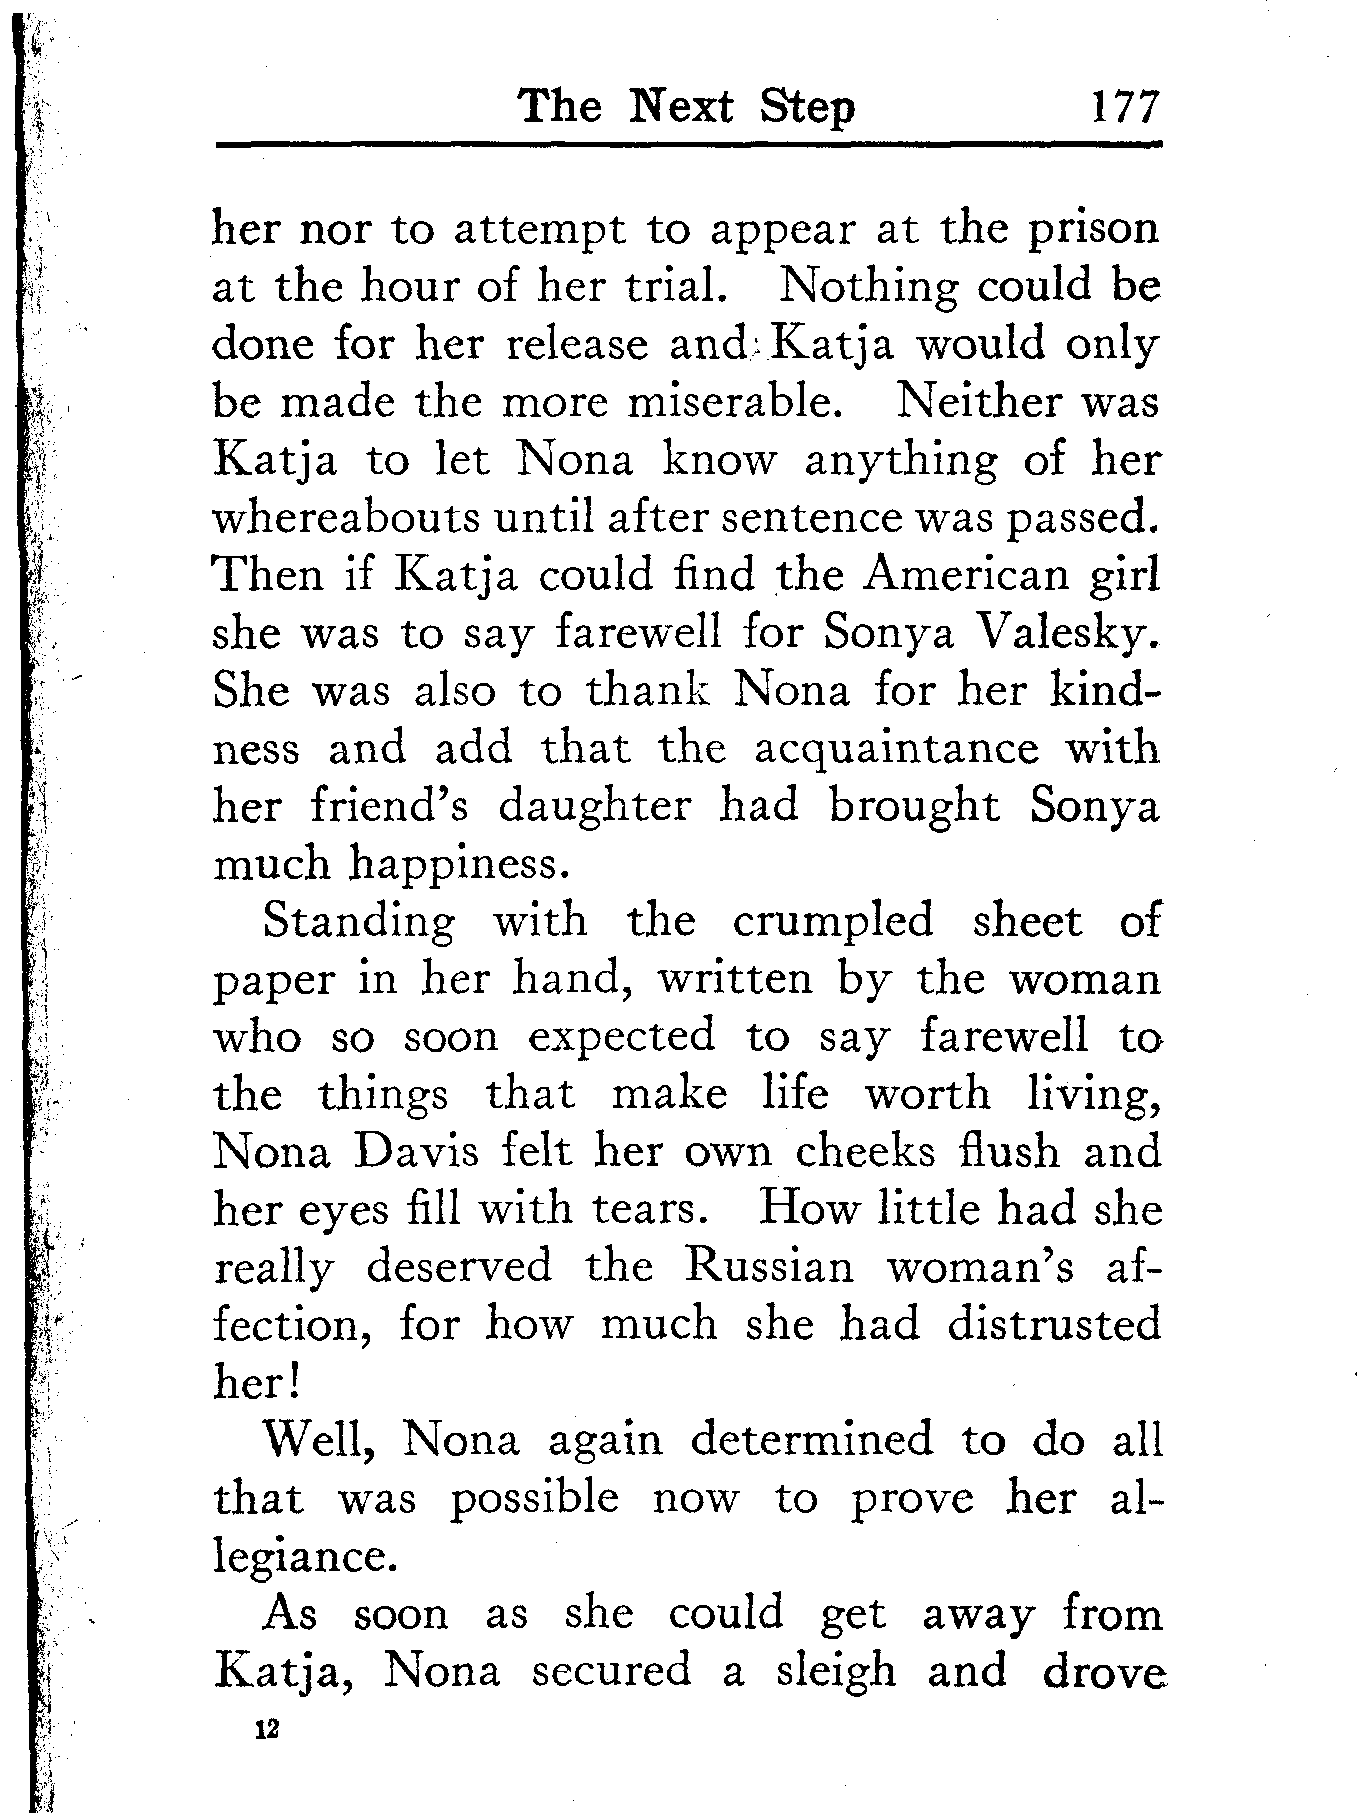 The Next Step 177
her nor to attempt to appear at the prison
at the hour of her trial. Nothing could be
done for her release and Katja would only
be made the more miserable. Neither was
Katja to let Nona know anything of her
whereabouts until after sentence was passed.
Then if Katja could find the American girl
she was to say farewell for Sonya Valesky.
She was also to thank Nona for her kind-
ness and add that the acquaintance with
her friend's daughter had brought Sonya
much happiness.
Standing with the crumpled sheet of
paper in her hand, written by the woman
who so soon expected to say farewell to
the things that make life worth living,
Nona Davis felt her own cheeks flush and
her eyes fill with tears. How little had she
really deserved the Russian woman's af-
fection, for how much she had distrusted
her!
Well, Nona again determined to do all
that was possible now to prove her al-
legiance.
As soon as she could get away from
Katja, Nona secured a sleigh and drove
12